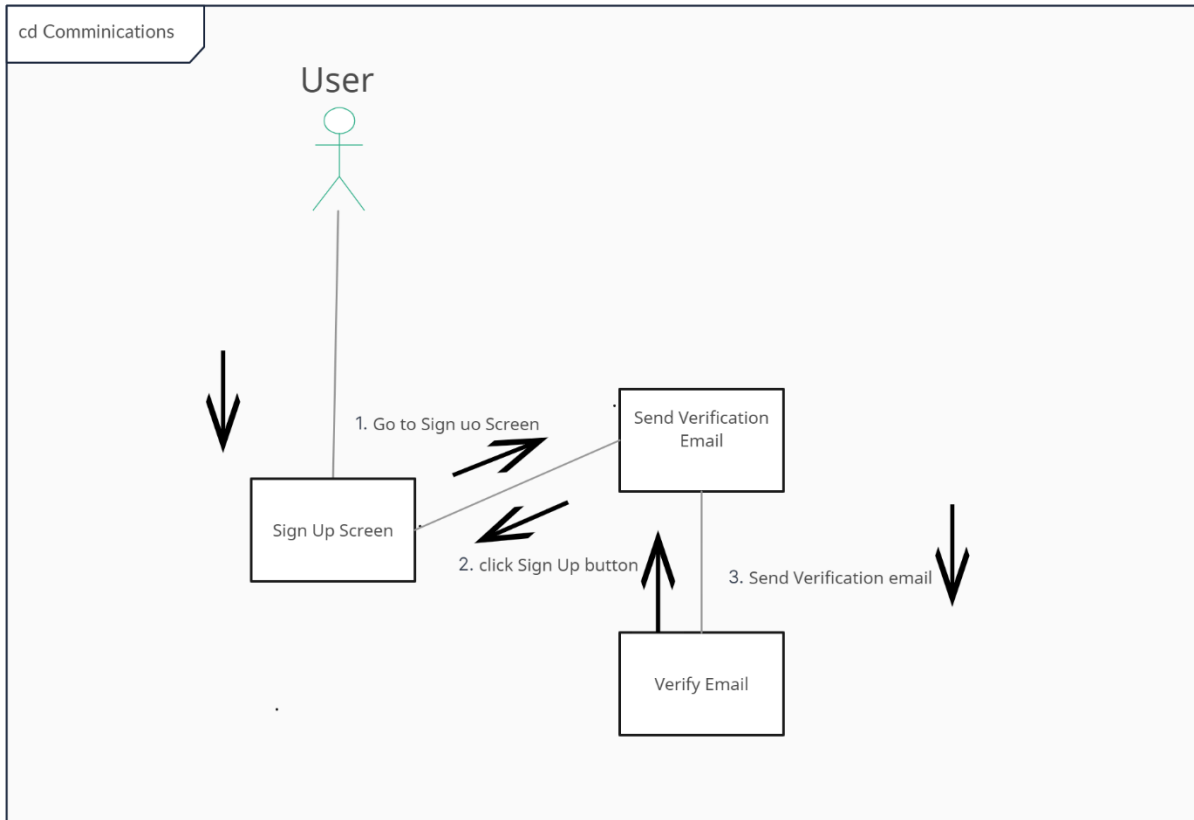 cd Comminications
User
1. Go to Sign uo Screen
Send Verification
Email
Sign Up Screen
2. click Sign Up button
3. Send Verification email
Verify Email